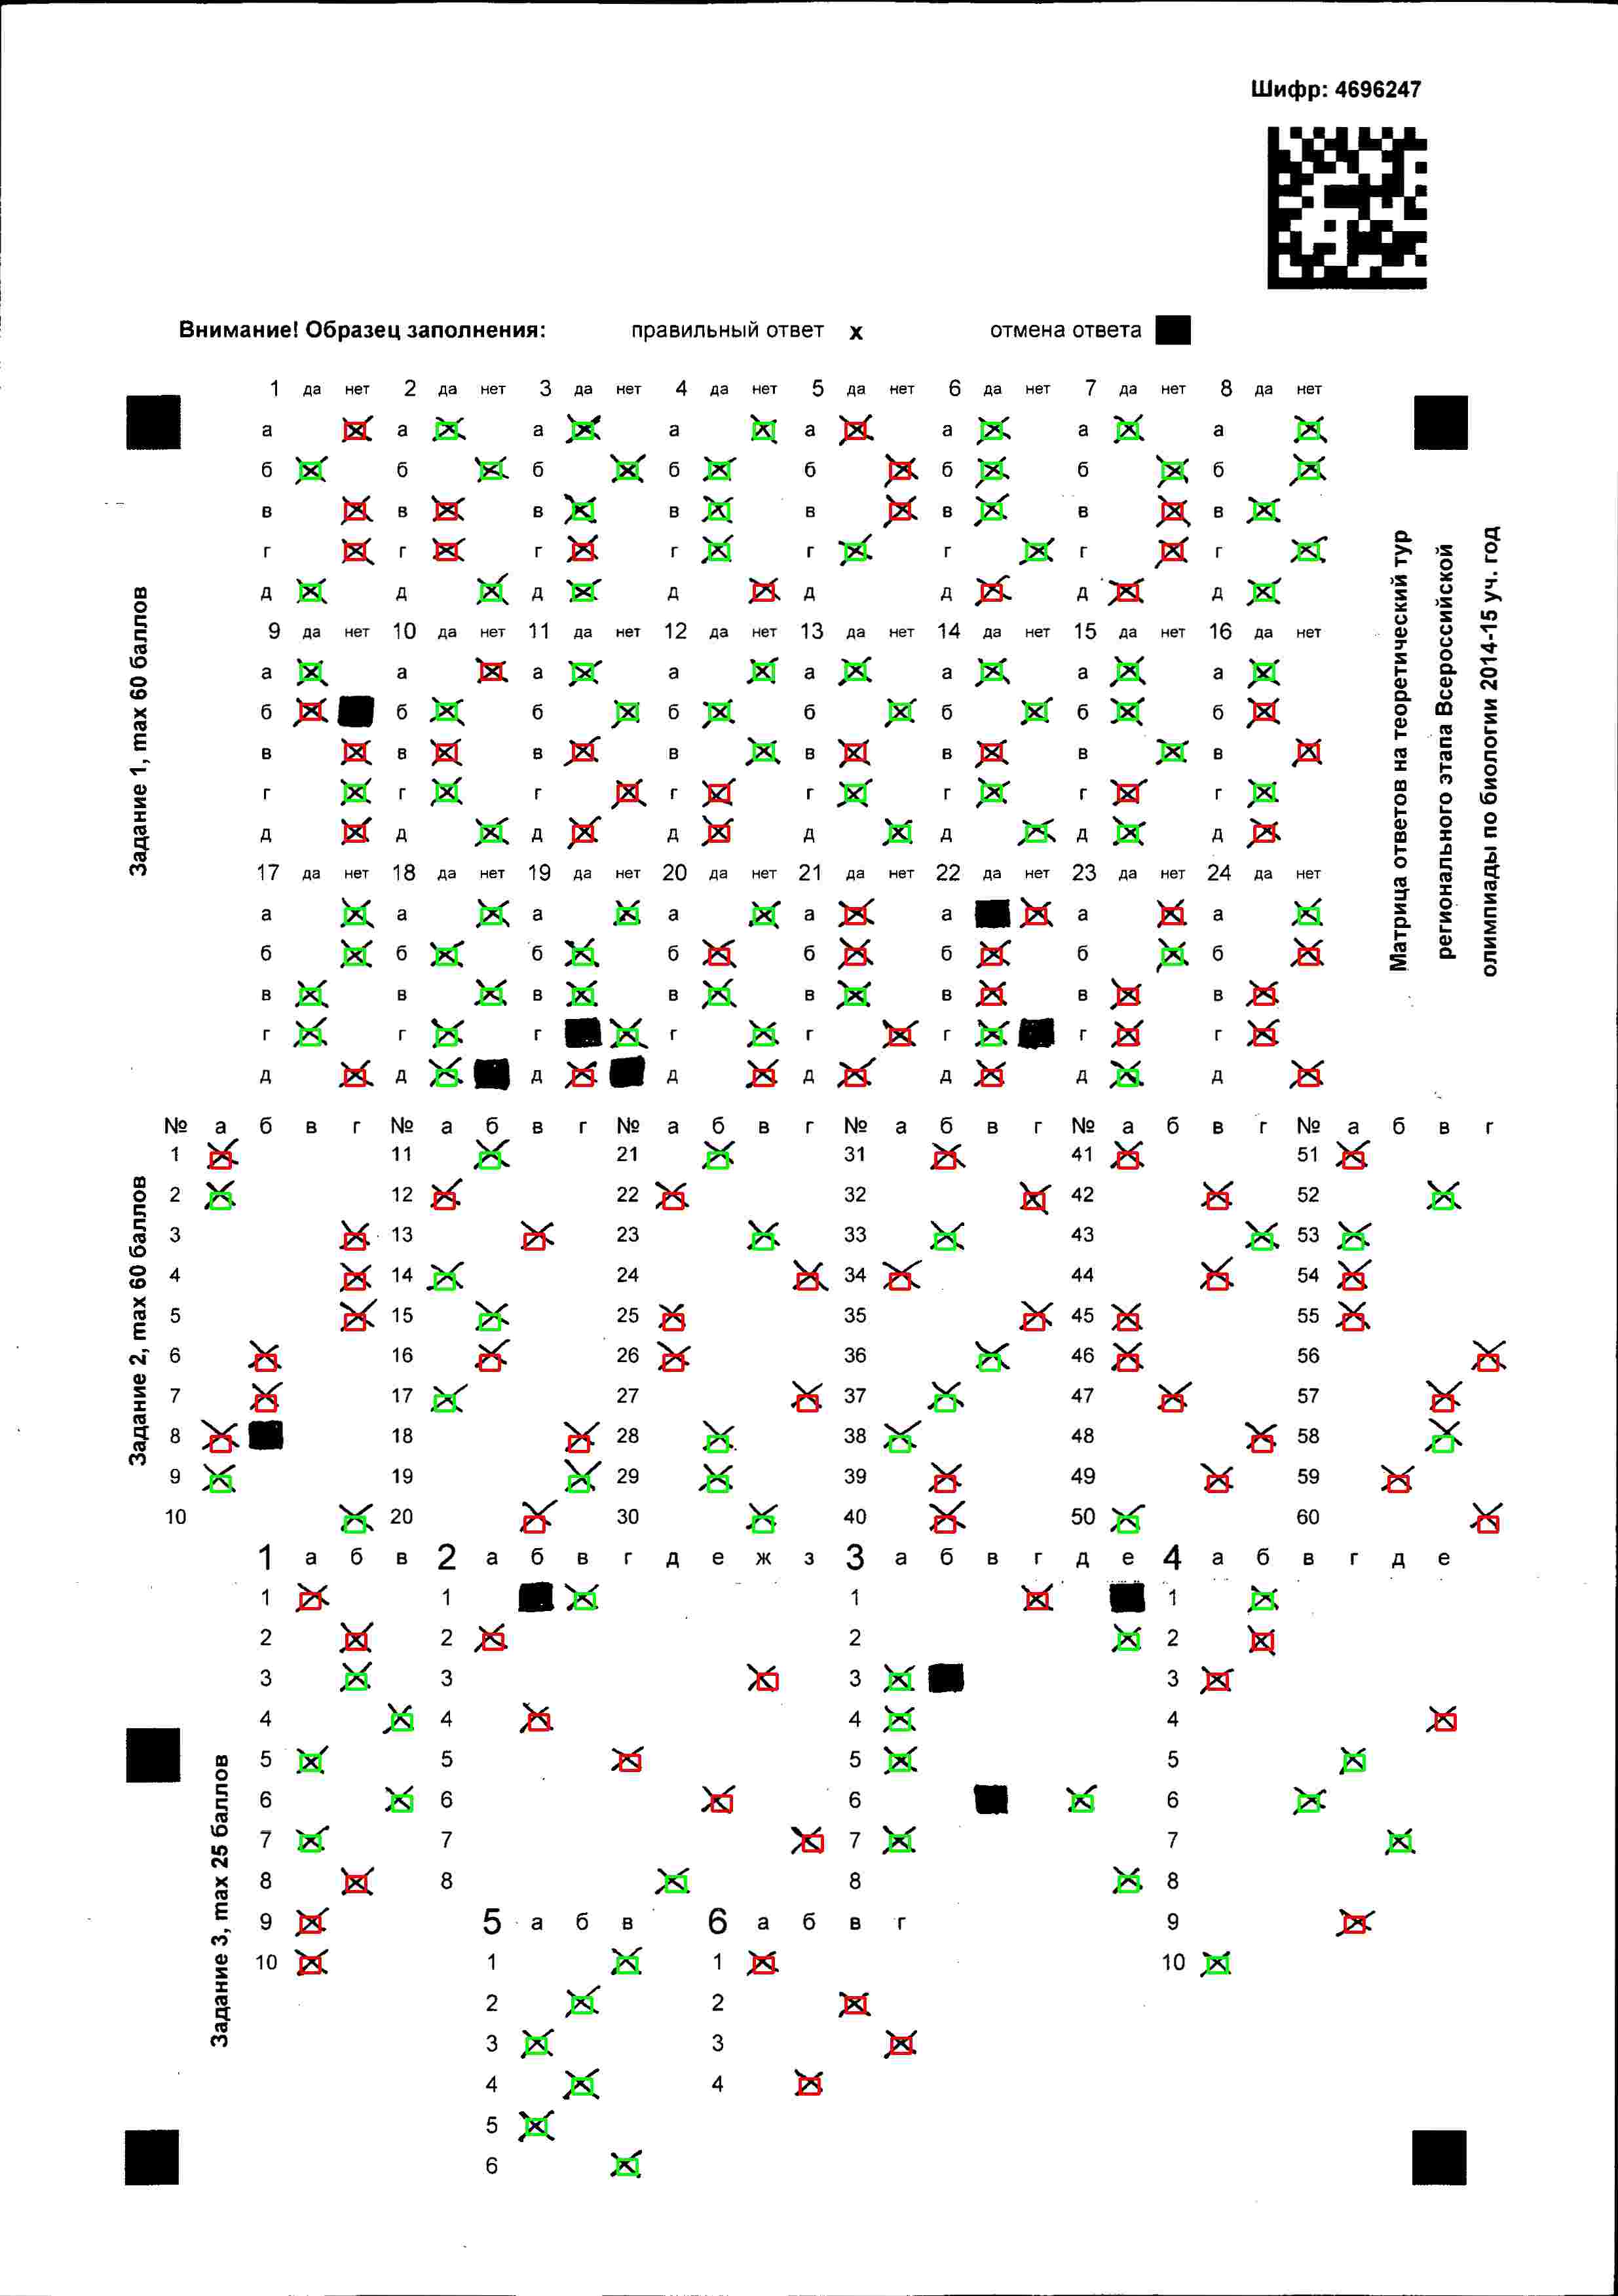 Шифр: 4696247
Внимание! Образец заполнения: правильный ответ x отмена ответа
1 да нет 2 да нет 3 да нет 4 да нет 5 да нет 6 да нет 7 да нет 8 да нет
а а а а а а а а
б б б б б б б б
в в в в в в в в
г г г г г г г г
д д д д д д д д
9 да нет 10 да нет 11 да нет 12 да нет 13 да нет 14 да нет 15 да нет 16 да нет
а а а а а а а а
б б б б б б б б
в в в в в в в в
г г г г г г г г
д д д д д д д д
17 да нет 18 да нет 19 да нет 20 да нет 21 да нет 22 да нет 23 да нет 24 да нет
а а а а а а а а
б б б б б б б б
в в в в в в в в
г г г г г г г г
д д д д д д д д
Задание 1, max 60 баллов
Матрица ответов на теоретический тур
регионального этапа Всероссийской
олимпиады по биологии 2014-15 уч. год
№ а б в г № а б в г № а б в г № а б в г № а б в г № а б в г
1 11 21 31 41 51
2 12 22 32 42 52
3 13 23 33 43 53
4 14 24 34 44 54
5 15 25 35 45 55
6 16 26 36 46 56
7 17 27 37 47 57
8 18 28 38 48 58
9 19 29 39 49 59
10 20 30 40 50 60
Задание 2, max 60 баллов
1 а б в 2 а б в г д е ж з 3 а б в г д е 4 а б в г д е
1 1 1 1
2 2 2 2
3 3 3 3
4 4 4 4
5 5 5 5
6 6 6 6
7 7 7 7
8 8 8 8
9 5 а б в 6 а б в г 9
10 1 1 10
2 2
3 3
4 4
5
6
Задание 3, max 25 баллов